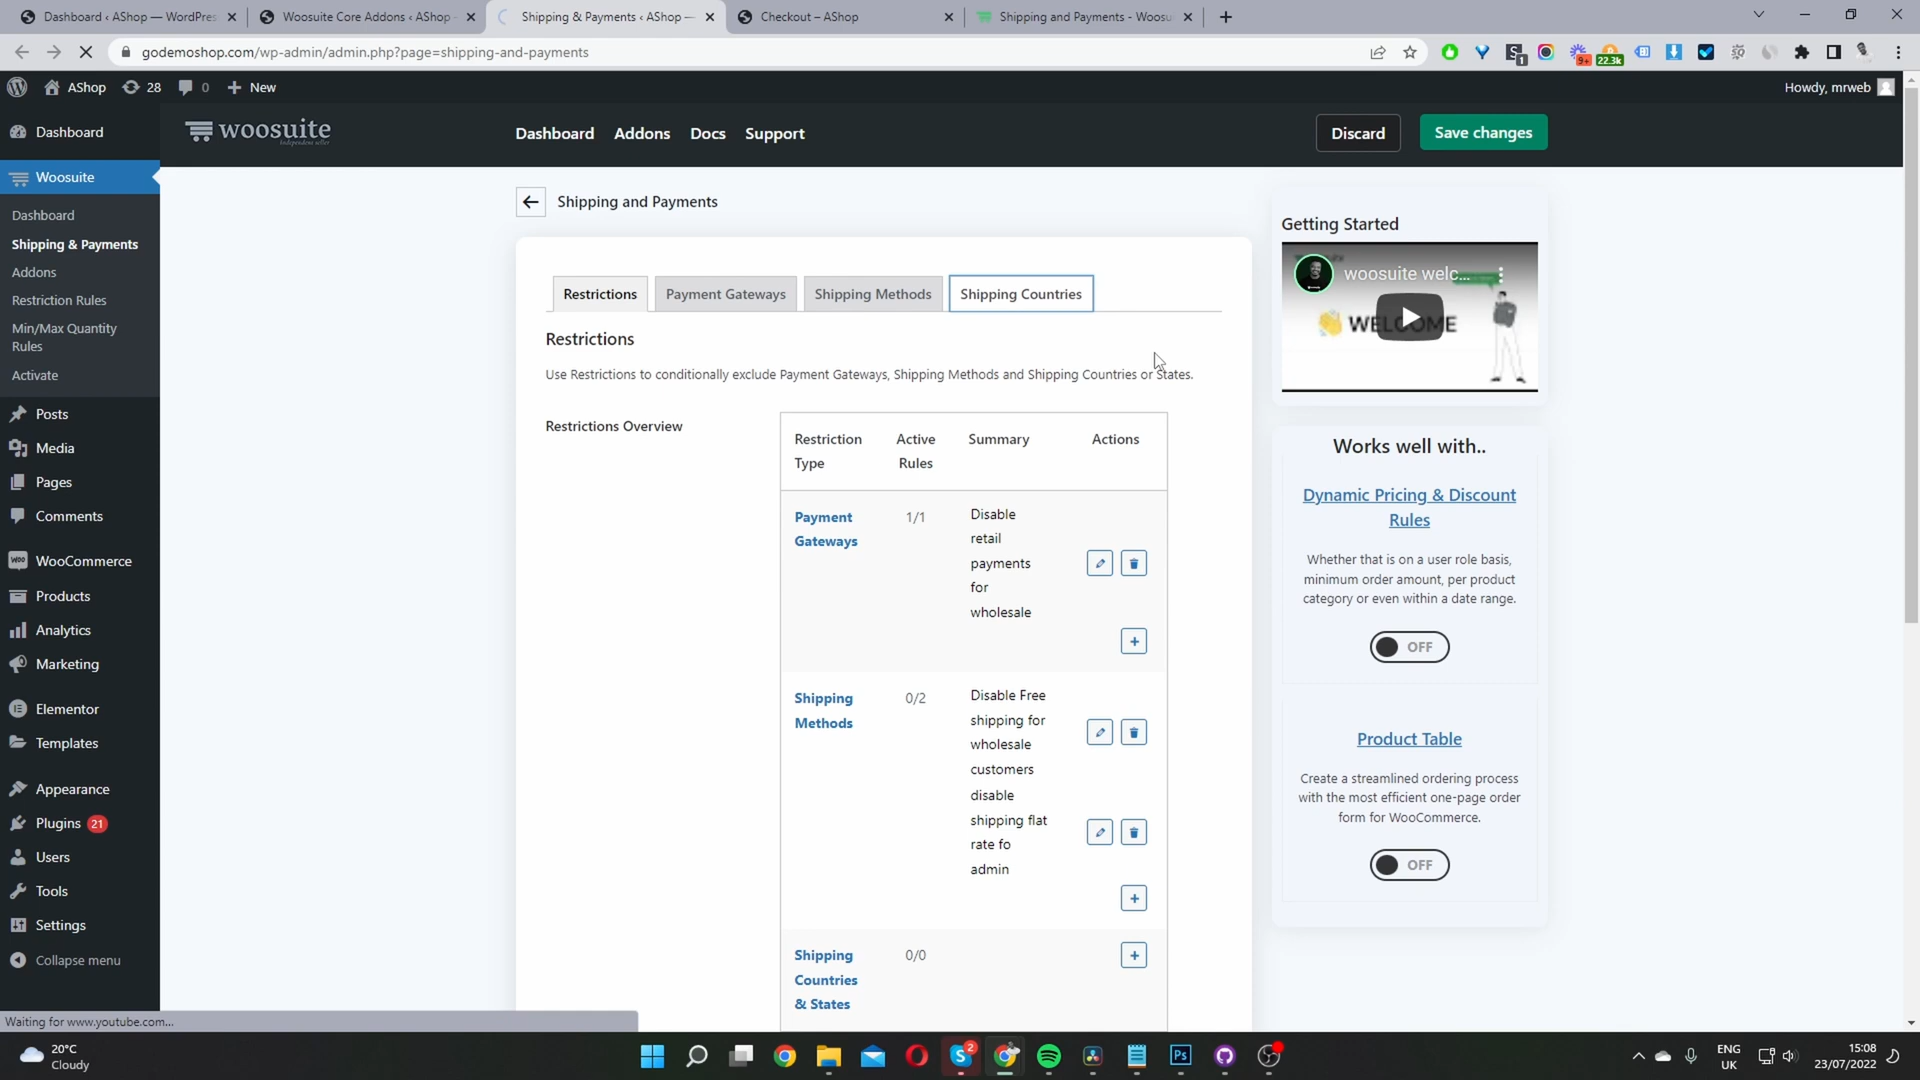 Dashboard ‹ AShop — WordPres
Woosuite Core Addons ‹ AShop —
Shipping & Payments ‹ AShop —
Checkout – AShop
Shipping and Payments - Woosu
godemoshop.com/wp-admin/admin.php?page=shipping-and-payments
1
9+
22.3k
AShop
28
0
New
Howdy, mrweb
woosuite
Independent seller
Dashboard
Addons
Docs
Support
Discard
Save changes
Dashboard
Woosuite
Dashboard
Shipping & Payments
Addons
Restriction Rules
Min/Max Quantity
Rules
Activate
Posts
Media
Pages
Comments
WooCommerce
Products
Analytics
Marketing
Elementor
Templates
Appearance
Plugins 21
Users
Tools
Settings
Collapse menu
Shipping and Payments
Restrictions
Payment Gateways
Shipping Methods
Shipping Countries
Restrictions
Use Restrictions to conditionally exclude Payment Gateways, Shipping Methods and Shipping Countries or States.
Restrictions Overview
Restriction
Type
Active
Rules
Summary
Actions
Payment
Gateways
1/1
Disable
retail
payments
for
wholesale
+
Shipping
Methods
0/2
Disable Free
shipping for
wholesale
customers
disable
shipping flat
rate fo
admin
+
Shipping
Countries
& States
0/0
+
Getting Started
woosuite welc...
WELCOME
Works well with..
Dynamic Pricing & Discount
Rules
Whether that is on a user role basis,
minimum order amount, per product
category or even within a date range.
OFF
Product Table
Create a streamlined ordering process
with the most efficient one-page order
form for WooCommerce.
OFF
Waiting for www.youtube.com...
20°C
Cloudy
2
Ps
ENG
UK
15:08
23/07/2022